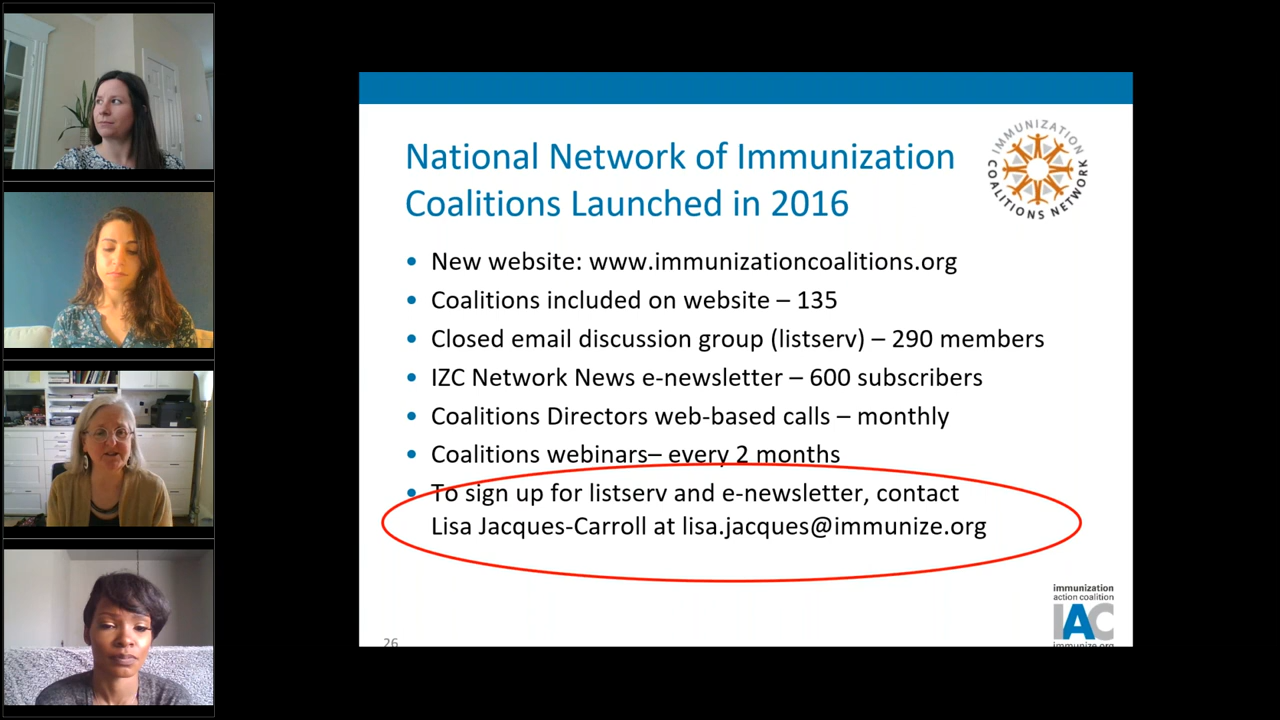 National Network of Immunization
Coalitions Launched in 2016
IMMUNIZATION
COALITIONS NETWORK
• New website: www.immunizationcoalitions.org
• Coalitions included on website – 135
• Closed email discussion group (listserv) – 290 members
• IZC Network News e-newsletter – 600 subscribers
• Coalitions Directors web-based calls – monthly
• Coalitions webinars– every 2 months
• To sign up for listserv and e-newsletter, contact
Lisa Jacques-Carroll at lisa.jacques@immunize.org
immunization
action coalition
IAC
immunize.org
26